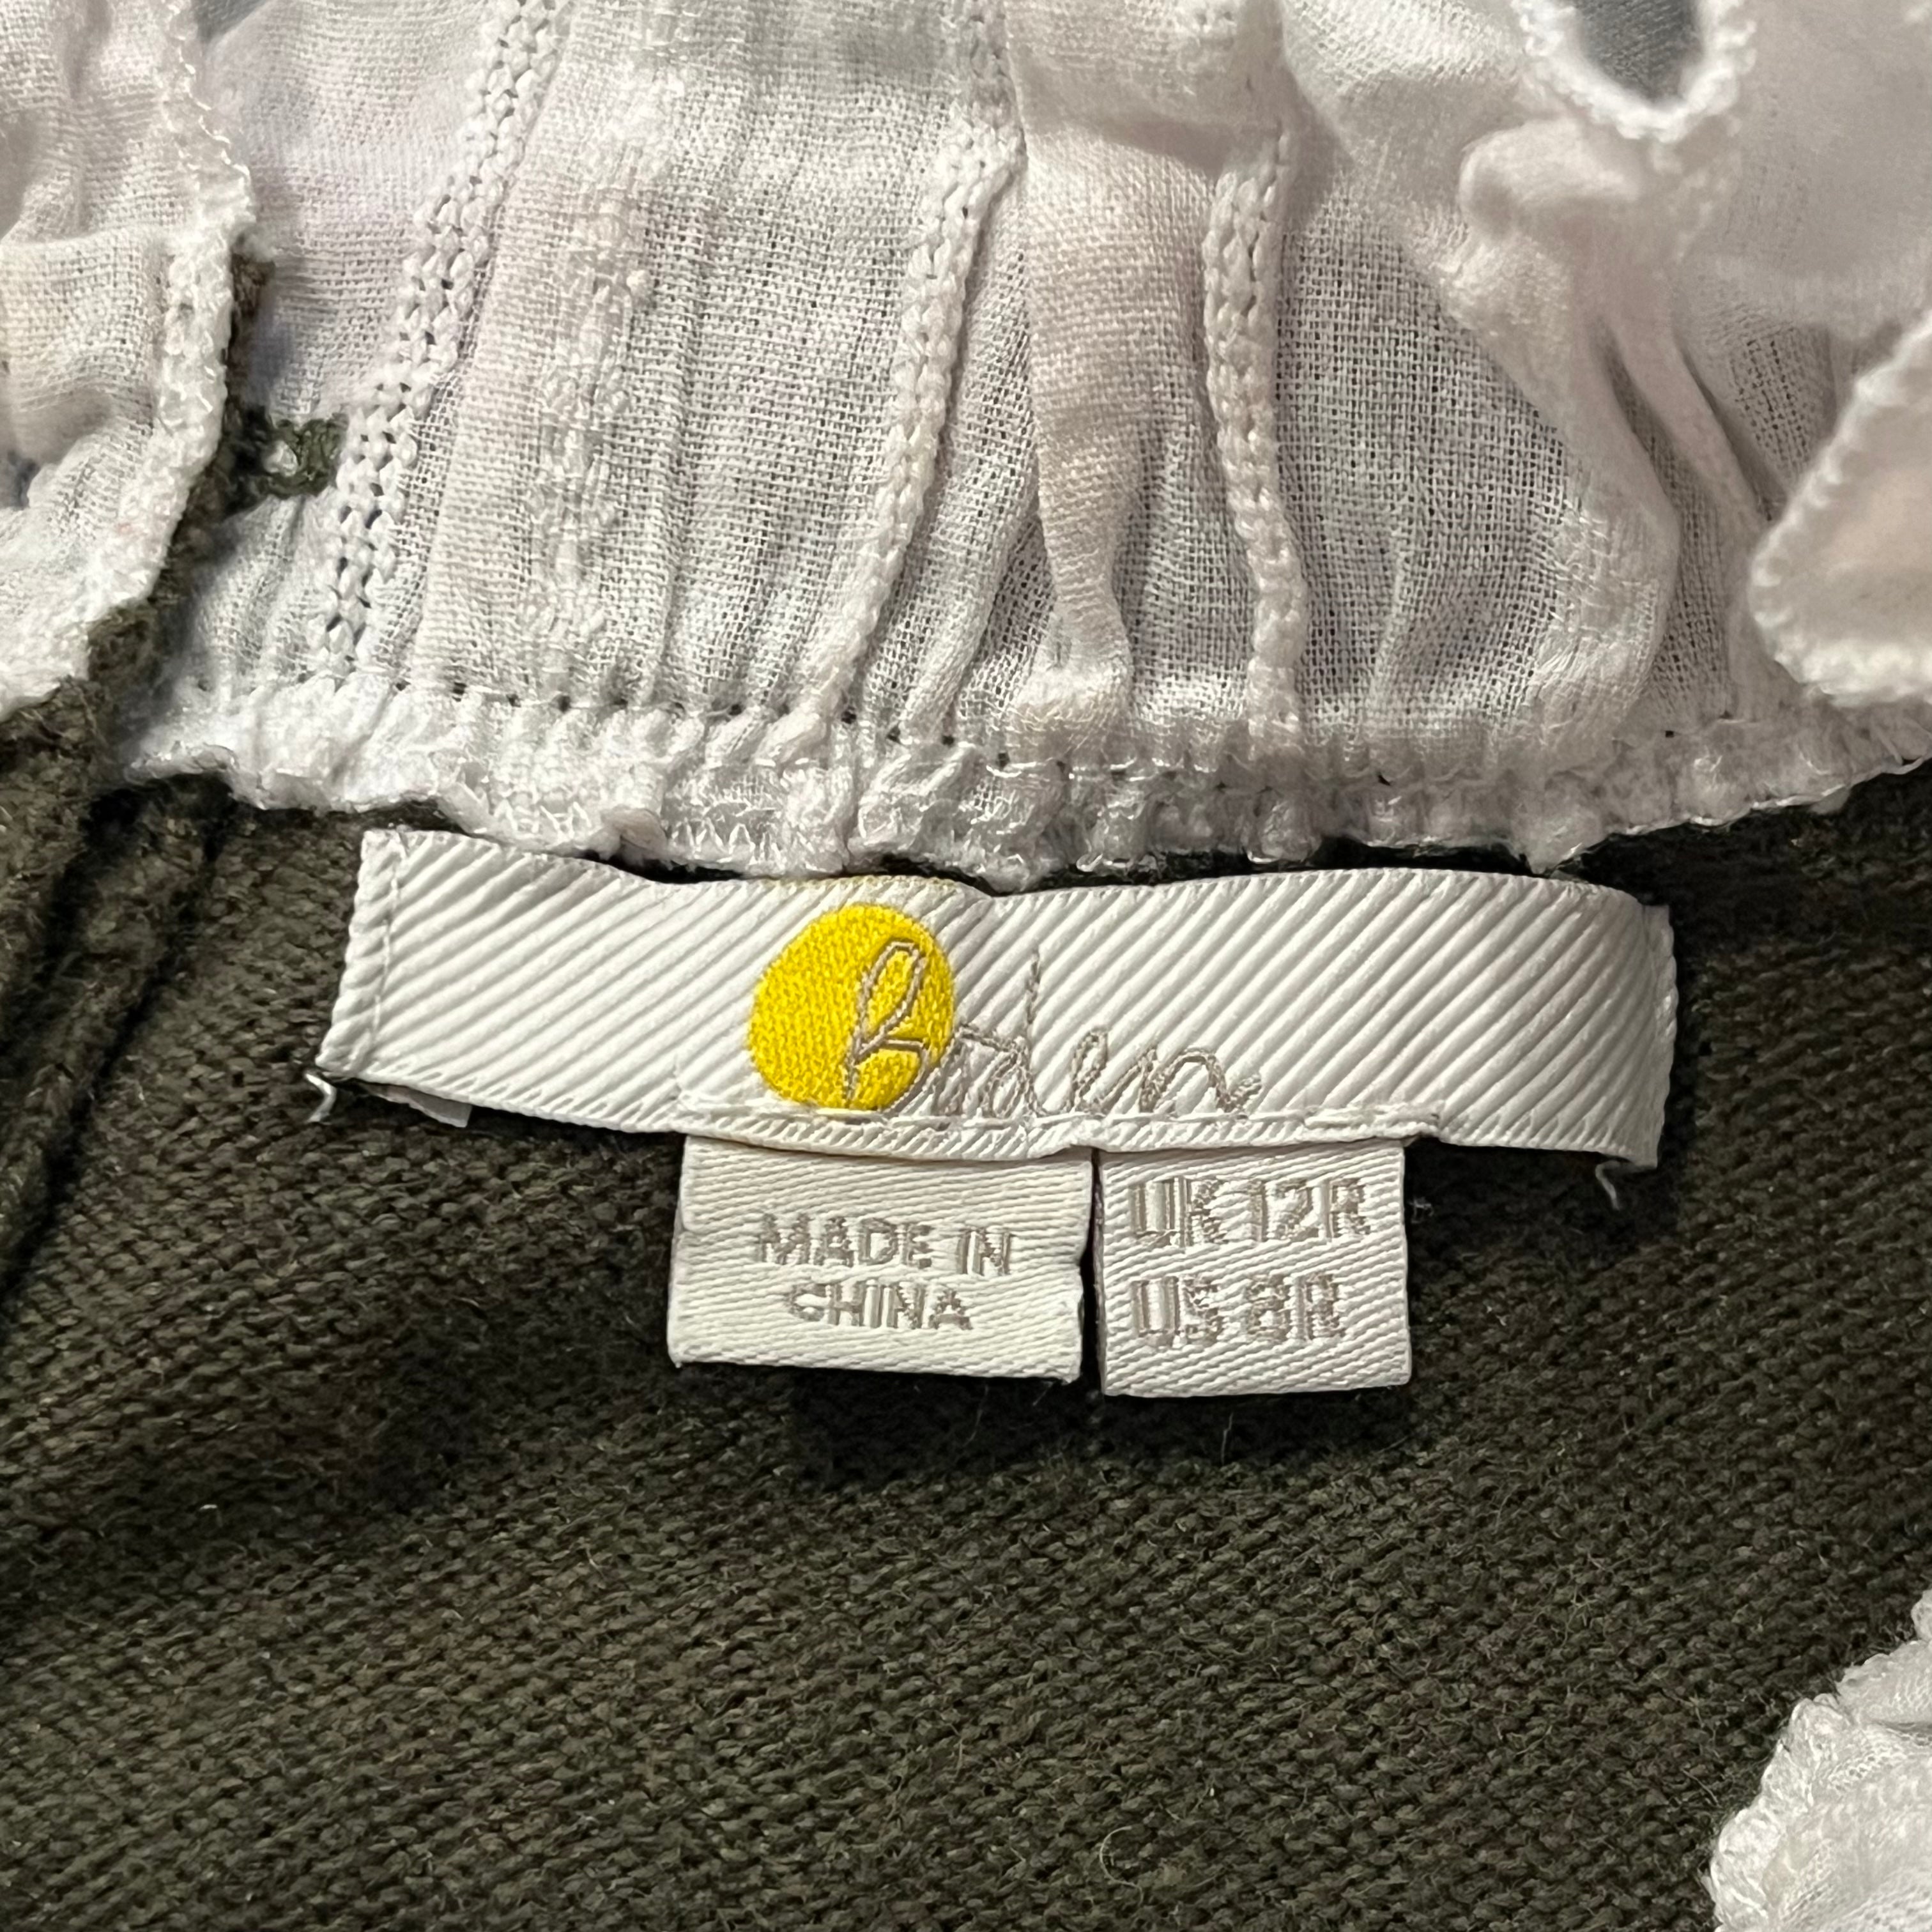 Boden
MADE IN
CHINA
UK 12R
US 8R